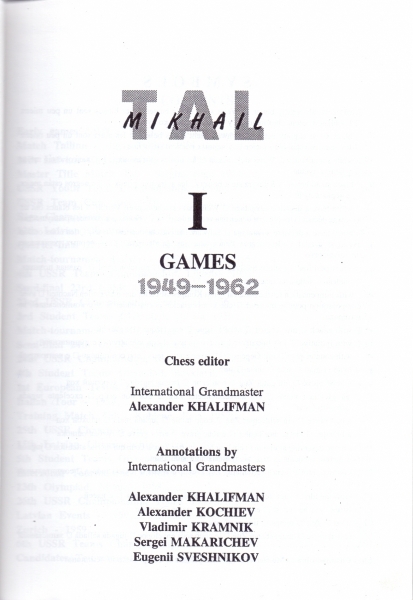 TAL
MIKHAIL
I
GAMES
1949–1962
Chess editor
International Grandmaster
Alexander KHALIFMAN
Annotations by
International Grandmasters
Alexander KHALIFMAN
Alexander KOCHIEV
Vladimir KRAMNIK
Sergei MAKARICHEV
Eugenii SVESHNIKOV